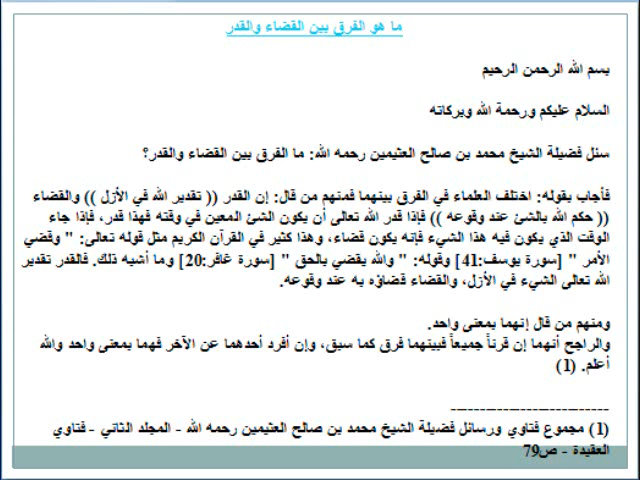 ما هو الفرق بين القضاء والقدر
بسم الله الرحمن الرحيم
السلام عليكم ورحمة الله وبركاته
سئل فضيلة الشيخ محمد بن صالح العثيمين رحمه الله: ما الفرق بين القضاء والقدر؟
فأجاب بقوله: اختلف العلماء في الفرق بينهما فمنهم من قال: إن القدر (( تقدير الله في الأزل )) والقضاء
(( حكم الله بالشئ عند وقوعه )) فإذا قدر الله تعالى أن يكون الشئ المعين في وقته فهذا قدر، فإذا جاء
الوقت الذي يكون فيه هذا الشيء فإنه يكون قضاء، وهذا كثير في القرآن الكريم مثل قوله تعالى: " وقضي
الأمر " [سورة يوسف:41] وقوله: " والله يقضي بالحق " [سورة غافر:20] وما أشبه ذلك. فالقدر تقدير
الله تعالى الشيء في الأزل، والقضاء قضاؤه به عند وقوعه.
ومنهم من قال إنهما بمعنى واحد.
والراجح أنهما إن قرنا جميعاً فبينهما فرق كما سبق، وإن أفرد أحدهما عن الآخر فهما بمعنى واحد والله
أعلم. (1)
---------------------------
(1) مجموع فتاوي ورسائل فضيلة الشيخ محمد بن صالح العثيمين رحمه الله - المجلد الثاني - فتاوي
العقيدة - ص79